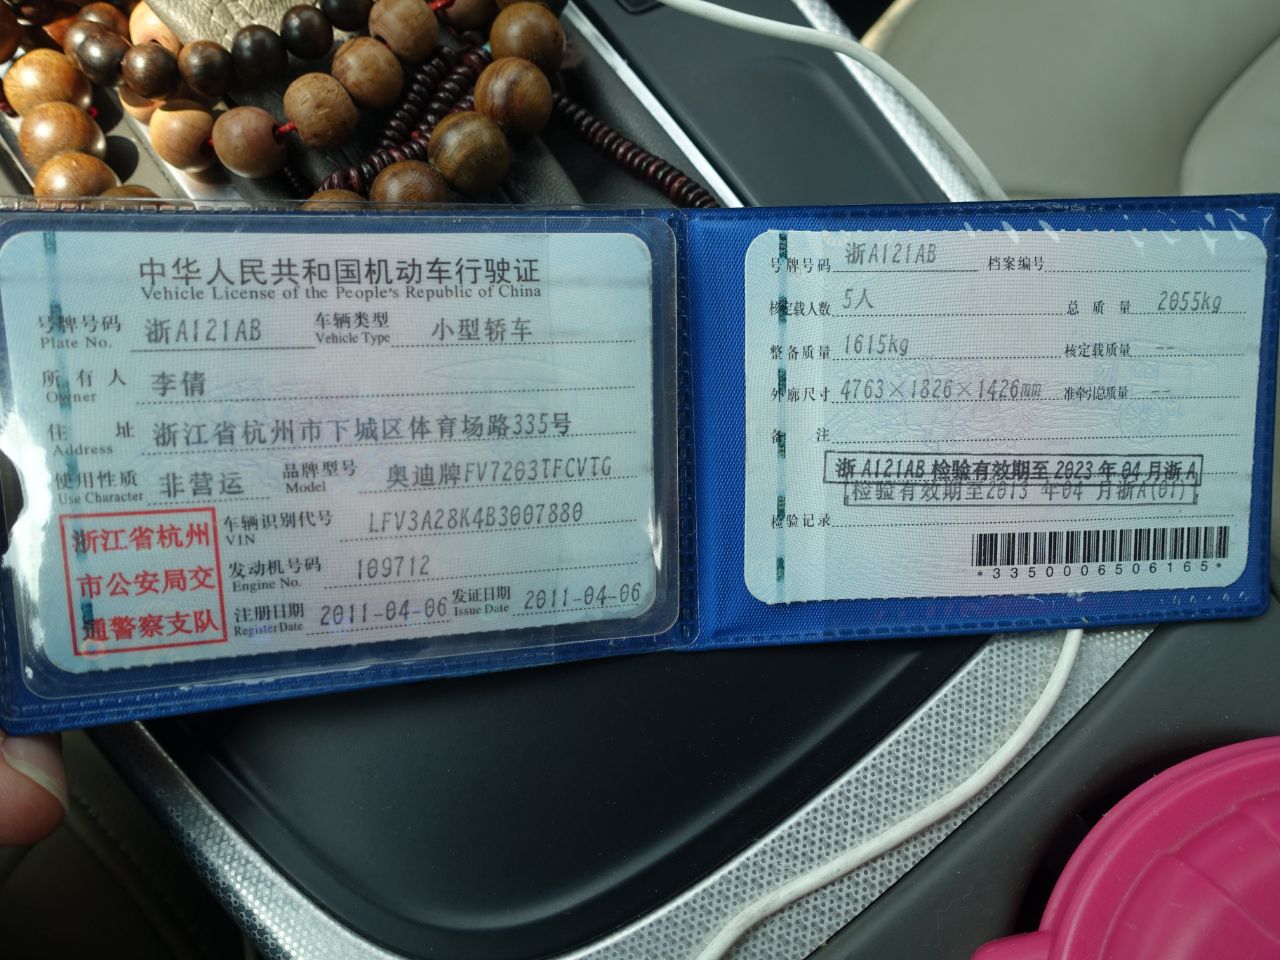 中华人民共和国机动车行驶证
Vehicle License of the People's Republic of China
号牌号码 浙A121AB 车辆类型 小型轿车
Plate No. Vehicle Type
所有人 李倩
Owner
住址 浙江省杭州市下城区体育场路335号
Address
使用性质 非营运 品牌型号 奥迪牌FV7203TFCVTG
Use Character Model
浙江省杭州
市公安局交
通警察支队
车辆识别代号 LFV3A28K4B3007880
VIN
发动机号码 109712
Engine No.
注册日期 2011-04-06 发证日期 2011-04-06
Register Date Issue Date
号牌号码 浙A121AB 档案编号
核定载人数 5人 总质量 2055kg
整备质量 1615kg 核定载质量 --
外廓尺寸 4763×1826×1426mm 准牵引总质量 --
备注
浙A121AB 检验有效期至 2023年04月浙A
检验有效期至2013 年04 月浙A(01)
检验记录
*3350006506165*